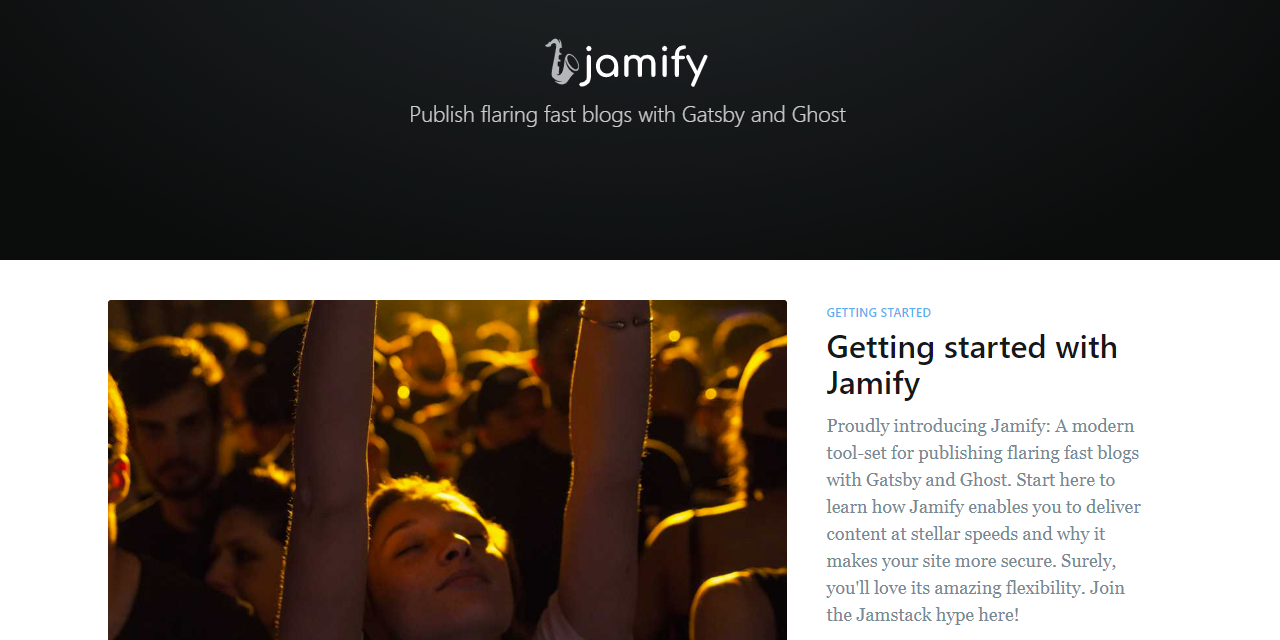 jamify
Publish flaring fast blogs with Gatsby and Ghost
GETTING STARTED
Getting started with
Jamify
Proudly introducing Jamify: A modern
tool-set for publishing flaring fast blogs
with Gatsby and Ghost. Start here to
learn how Jamify enables you to deliver
content at stellar speeds and why it
makes your site more secure. Surely,
you'll love its amazing flexibility. Join
the Jamstack hype here!